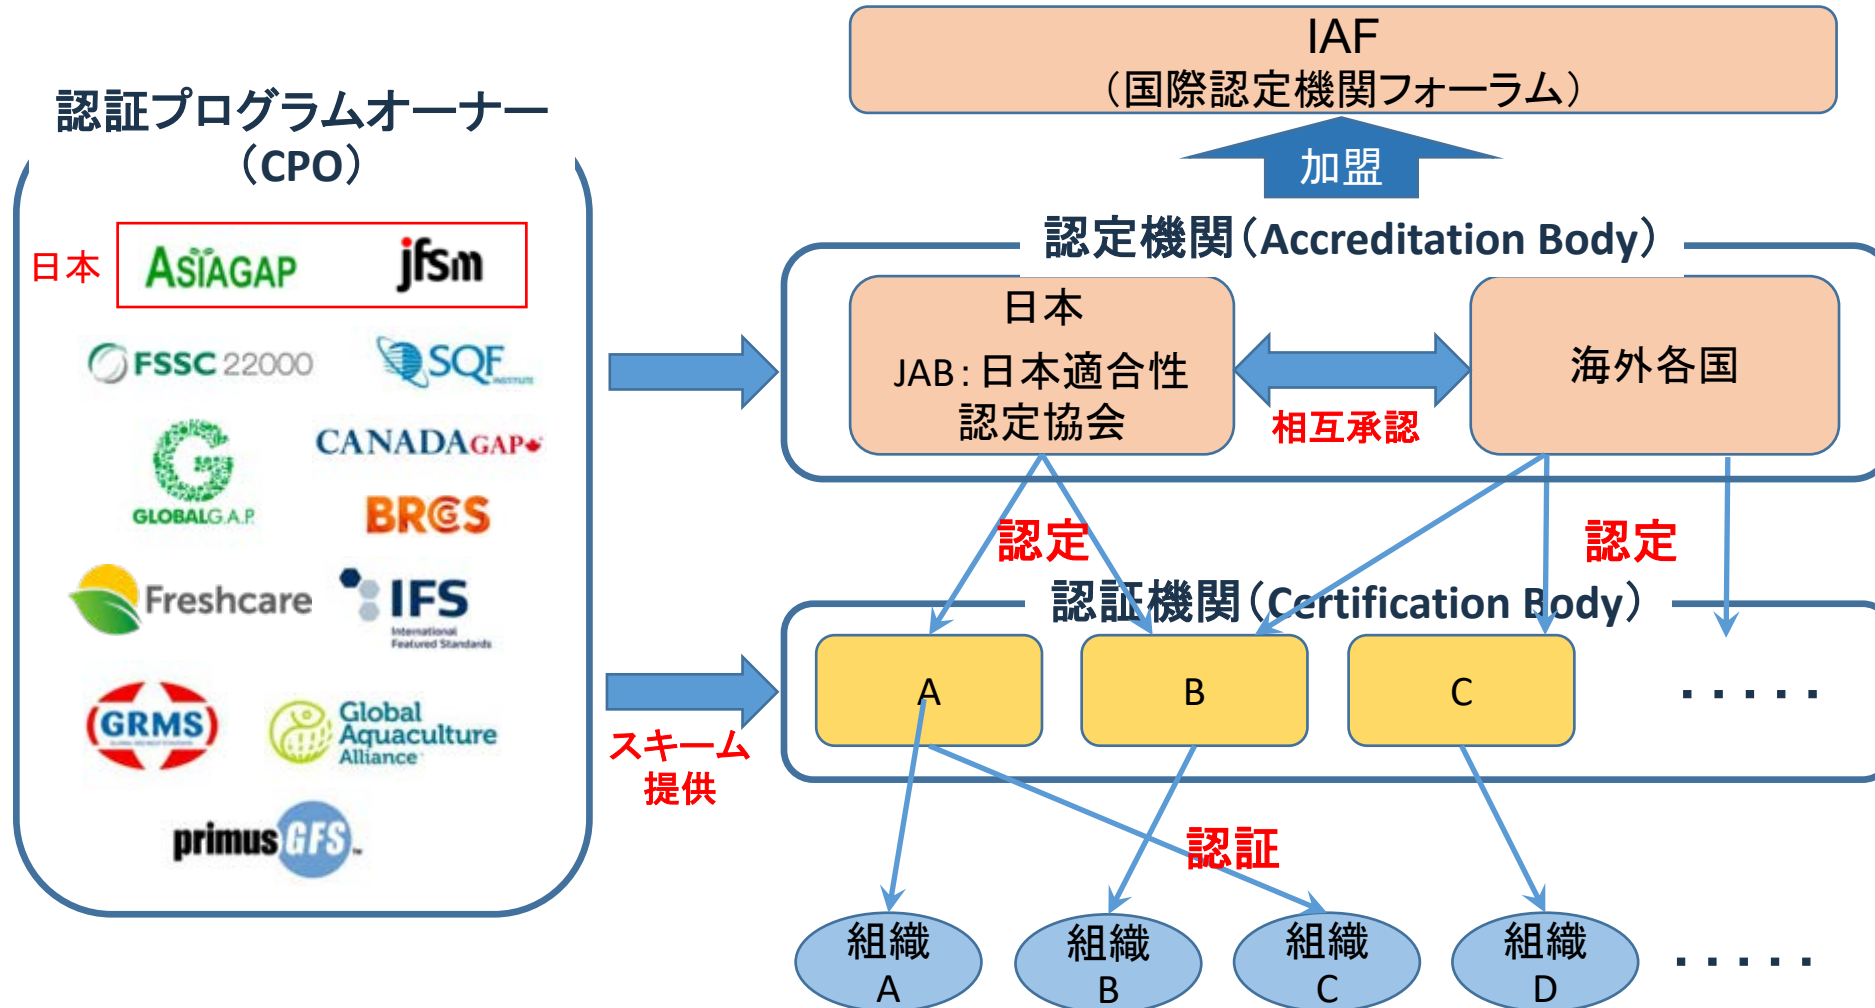 IAF
（国際認定機関フォーラム）
加盟
認証プログラムオーナー
（CPO）
日本
ASIAGAP
jfsm
FSSC 22000
SQF
INSTITUTE
CANADAGAP
GLOBALG.A.P.
BRCGS
Freshcare
IFS
International
Featured Standards
GRMS
Global
Aquaculture
Alliance
primusGFS™
スキーム
提供
認定機関（Accreditation Body）
日本
JAB：日本適合性
認定協会
相互承認
海外各国
認定
認定
認証機関（Certification Body）
A
B
C
・・・・・
認証
組織
A
組織
B
組織
C
組織
D
・・・・・